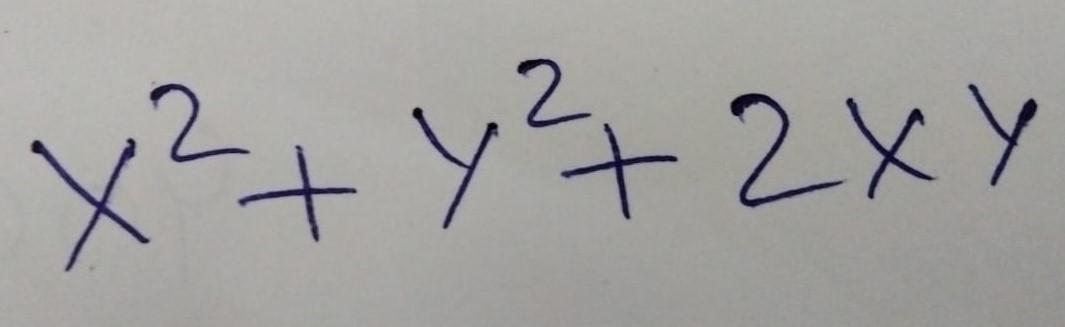 x² + y² + 2xy